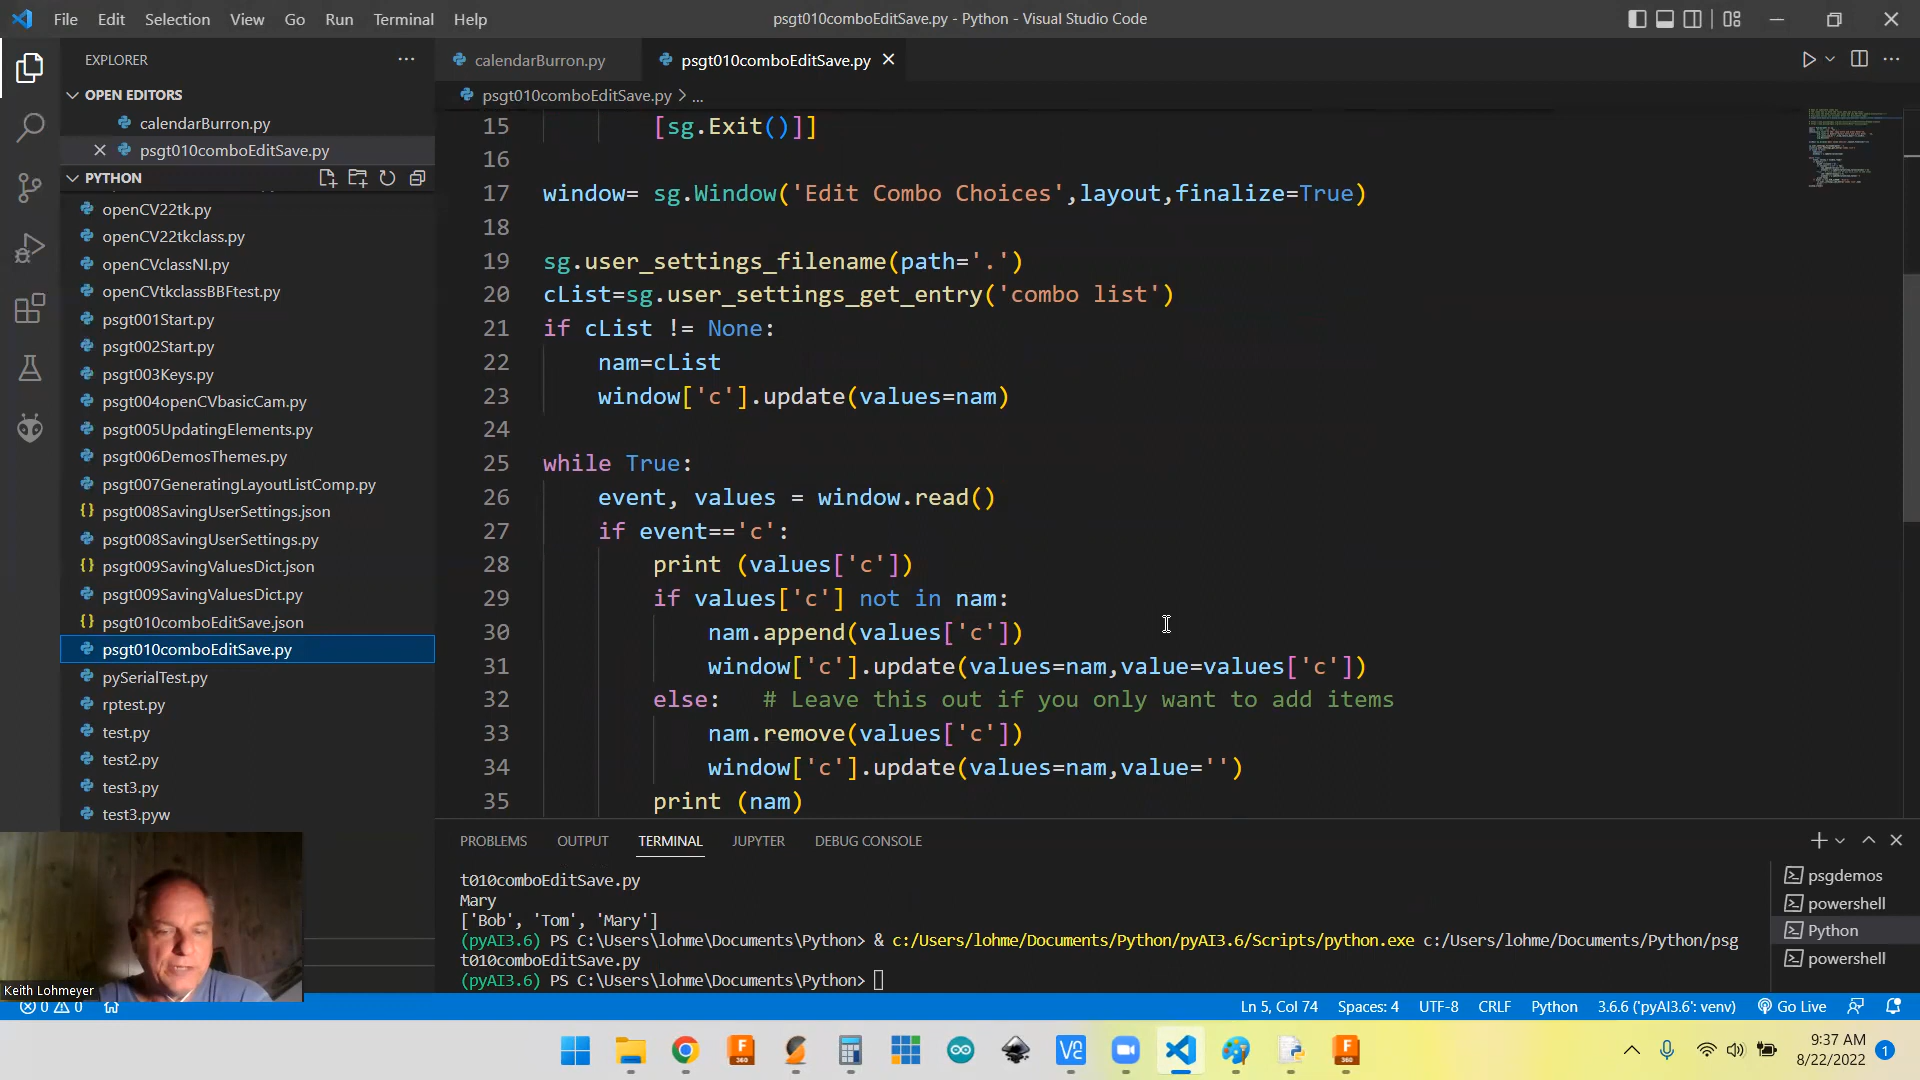 File Edit Selection View Go Run Terminal Help
psgt010comboEditSave.py - Python - Visual Studio Code
EXPLORER
OPEN EDITORS
calendarBurron.py
psgt010comboEditSave.py
PYTHON
openCV22tk.py
openCV22tkclass.py
openCVclassNI.py
openCVtkclassBBFtest.py
psgt001Start.py
psgt002Start.py
psgt003Keys.py
psgt004openCVbasicCam.py
psgt005UpdatingElements.py
psgt006DemosThemes.py
psgt007GeneratingLayoutListComp.py
psgt008SavingUserSettings.json
psgt008SavingUserSettings.py
psgt009SavingValuesDict.json
psgt009SavingValuesDict.py
psgt010comboEditSave.json
psgt010comboEditSave.py
pySerialTest.py
rptest.py
test.py
test2.py
test3.py
test3.pyw
Keith Lohmeyer
calendarBurron.py psgt010comboEditSave.py
psgt010comboEditSave.py > ...
15 [sg.Exit()]]
16
17 window= sg.Window('Edit Combo Choices',layout,finalize=True)
18
19 sg.user_settings_filename(path='.')
20 cList=sg.user_settings_get_entry('combo list')
21 if cList != None:
22 nam=cList
23 window['c'].update(values=nam)
24
25 while True:
26 event, values = window.read()
27 if event=='c':
28 print (values['c'])
29 if values['c'] not in nam:
30 nam.append(values['c'])
31 window['c'].update(values=nam,value=values['c'])
32 else: # Leave this out if you only want to add items
33 nam.remove(values['c'])
34 window['c'].update(values=nam,value='')
35 print (nam)
PROBLEMS OUTPUT TERMINAL JUPYTER DEBUG CONSOLE
t010comboEditSave.py
Mary
['Bob', 'Tom', 'Mary']
(pyAI3.6) PS C:\Users\lohme\Documents\Python> & c:/Users/lohme/Documents/Python/pyAI3.6/Scripts/python.exe c:/Users/lohme/Documents/Python/psg
t010comboEditSave.py
(pyAI3.6) PS C:\Users\lohme\Documents\Python>
psgdemos
powershell
Python
powershell
0 0 Ln 5, Col 74 Spaces: 4 UTF-8 CRLF Python 3.6.6 ('pyAI3.6': venv) Go Live
F 360
F 360
9:37 AM
8/22/2022 1